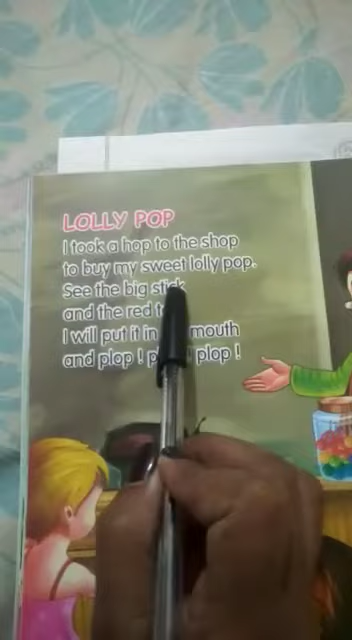 LOLLY POP
I took a hop to the shop
to buy my sweet lolly pop.
See the big stick
and the red t
I will put it in mouth
and plop ! p ! plop !